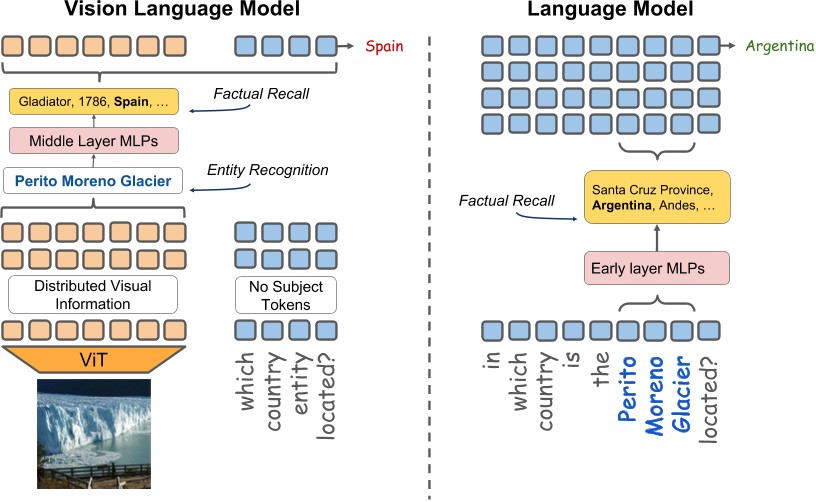 Vision Language Model
Spain
Gladiator, 1786, Spain, ...
Factual Recall
Middle Layer MLPs
Entity Recognition
Perito Moreno Glacier
Distributed Visual
Information
No Subject
Tokens
ViT
which
country
entity
located?
Language Model
Argentina
Santa Cruz Province,
Argentina, Andes, ...
Factual Recall
Early layer MLPs
in
which
country
is
the
Perito
Moreno
Glacier
located?